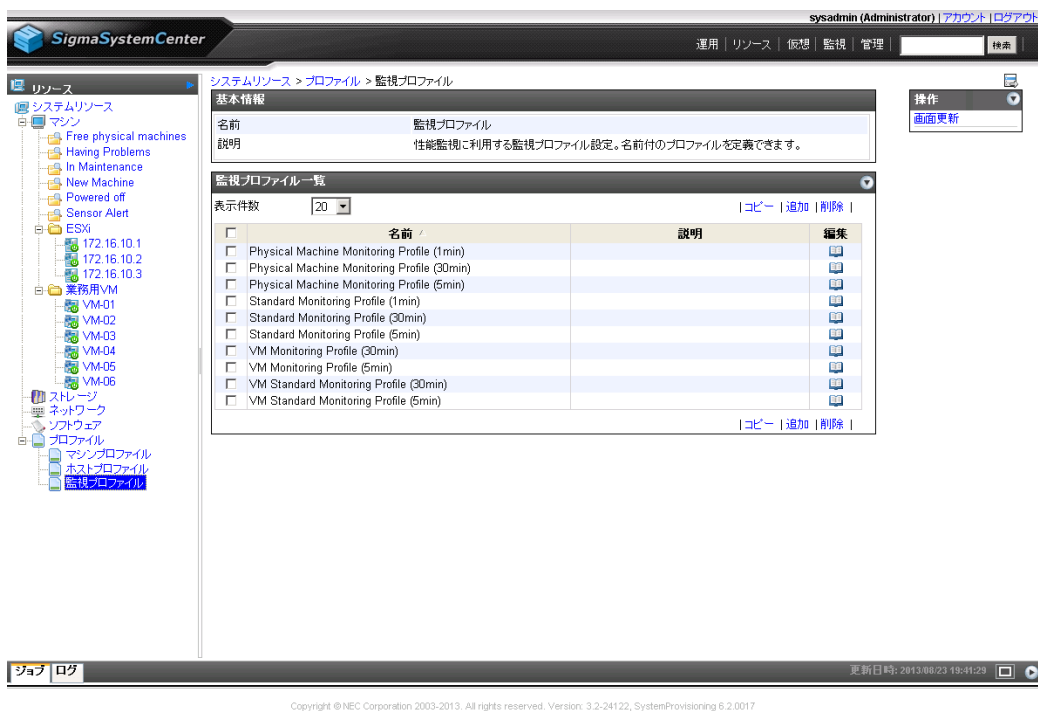 sysadmin (Administrator) | アカウント | ログアウト
SigmaSystemCenter
運用 | リソース | 仮想 | 監視 | 管理 | 検索 |
リソース
システムリソース
マシン
Free physical machines
Having Problems
In Maintenance
New Machine
Powered off
Sensor Alert
ESXi
172.16.10.1
172.16.10.2
172.16.10.3
業務用VM
VM-01
VM-02
VM-03
VM-04
VM-05
VM-06
ストレージ
ネットワーク
ソフトウェア
プロファイル
マシンプロファイル
ホストプロファイル
監視プロファイル
システムリソース > プロファイル > 監視プロファイル
基本情報
名前 監視プロファイル
説明 性能監視に利用する監視プロファイル設定。名前付のプロファイルを定義できます。
監視プロファイル一覧
表示件数 20 | コピー | 追加 | 削除 |
名前 説明 編集
Physical Machine Monitoring Profile (1min)
Physical Machine Monitoring Profile (30min)
Physical Machine Monitoring Profile (5min)
Standard Monitoring Profile (1min)
Standard Monitoring Profile (30min)
Standard Monitoring Profile (5min)
VM Monitoring Profile (30min)
VM Monitoring Profile (5min)
VM Standard Monitoring Profile (30min)
VM Standard Monitoring Profile (5min)
| コピー | 追加 | 削除 |
操作
画面更新
ジョブ ログ
更新日時: 2013/08/23 19:41:29
Copyright © NEC Corporation 2003-2013. All rights reserved. Version: 3.2-24122, SystemProvisioning 6.2.0017